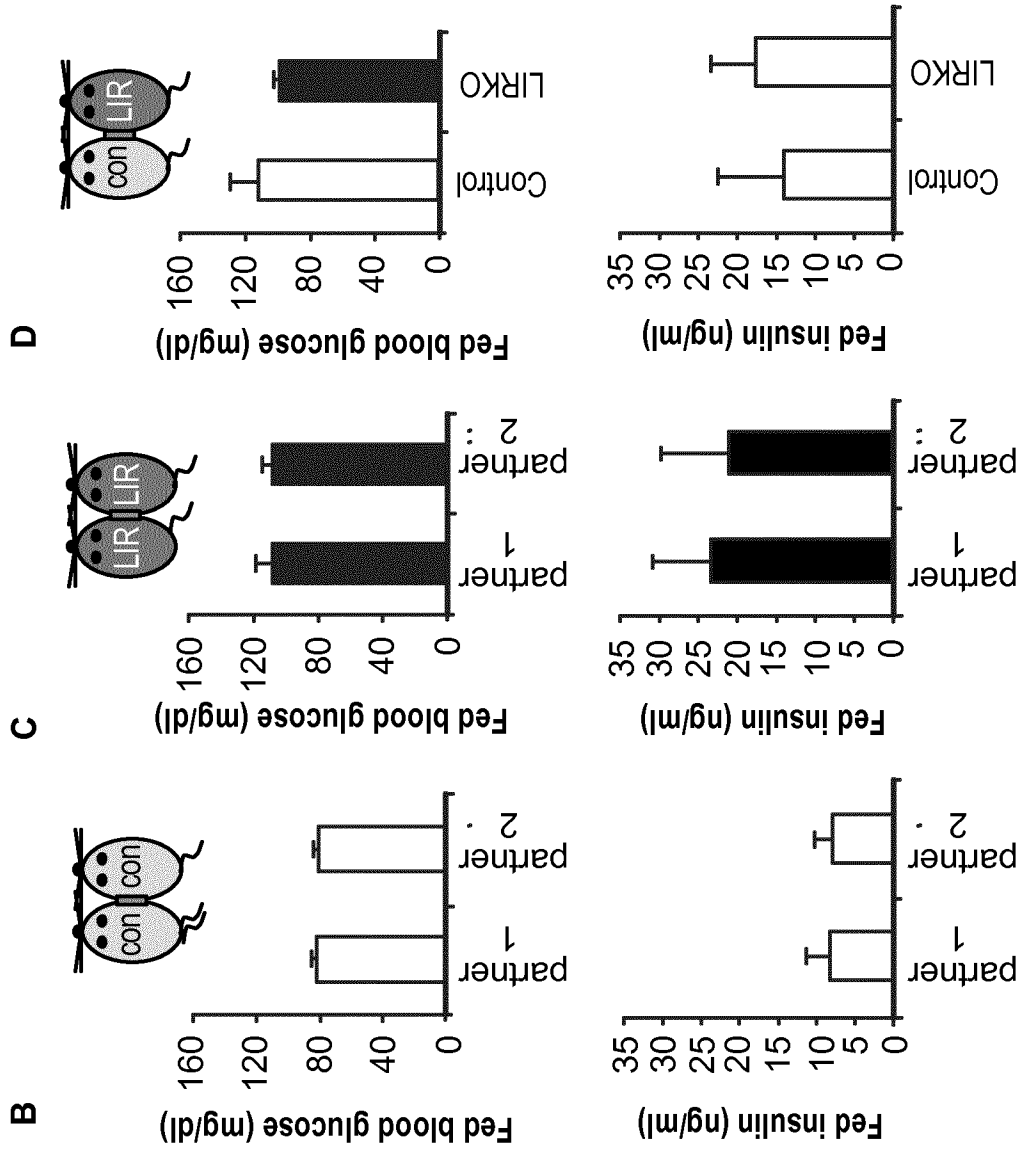 B
con con
Fed blood glucose (mg/dl)
160
120
80
40
0
partner 1
partner 2
Fed insulin (ng/ml)
35
30
25
20
15
10
5
0
partner 1
partner 2
C
LIR LIR
Fed blood glucose (mg/dl)
160
120
80
40
0
partner 1
partner 2
Fed insulin (ng/ml)
35
30
25
20
15
10
5
0
partner 1
partner 2
D
con LIR
Fed blood glucose (mg/dl)
160
120
80
40
0
Control
LIRKO
Fed insulin (ng/ml)
35
30
25
20
15
10
5
0
Control
LIRKO